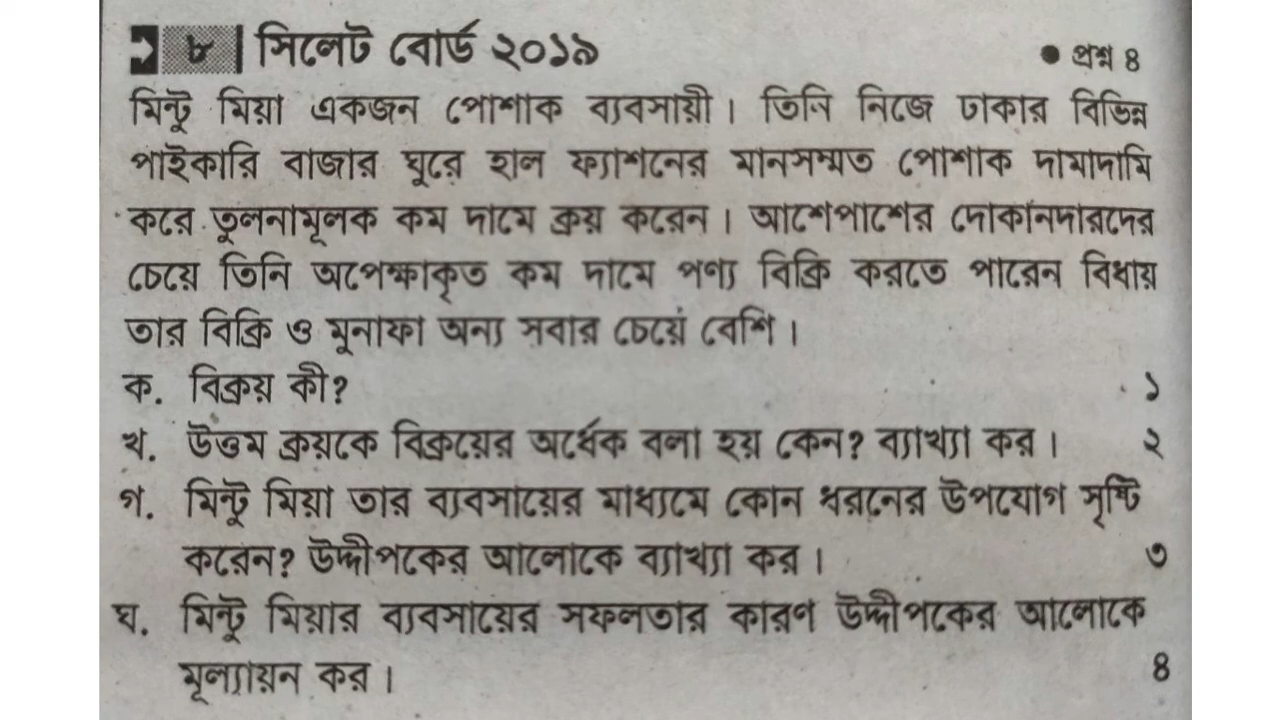 ৮ সিলেট বোর্ড ২০১৯ ● প্রশ্ন ৪
মিন্টু মিয়া একজন পোশাক ব্যবসায়ী। তিনি নিজে ঢাকার বিভিন্ন
পাইকারি বাজার ঘুরে হাল ফ্যাশনের মানসম্মত পোশাক দামাদামি
করে তুলনামূলক কম দামে ক্রয় করেন। আশেপাশের দোকানদারদের
চেয়ে তিনি অপেক্ষাকৃত কম দামে পণ্য বিক্রি করতে পারেন বিধায়
তার বিক্রি ও মুনাফা অন্য সবার চেয়ে বেশি।
ক. বিক্রয় কী? ১
খ. উত্তম ক্রয়কে বিক্রয়ের অর্ধেক বলা হয় কেন? ব্যাখ্যা কর। ২
গ. মিন্টু মিয়া তার ব্যবসায়ের মাধ্যমে কোন ধরনের উপযোগ সৃষ্টি
করেন? উদ্দীপকের আলোকে ব্যাখ্যা কর। ৩
ঘ. মিন্টু মিয়ার ব্যবসায়ের সফলতার কারণ উদ্দীপকের আলোকে
মূল্যায়ন কর। ৪